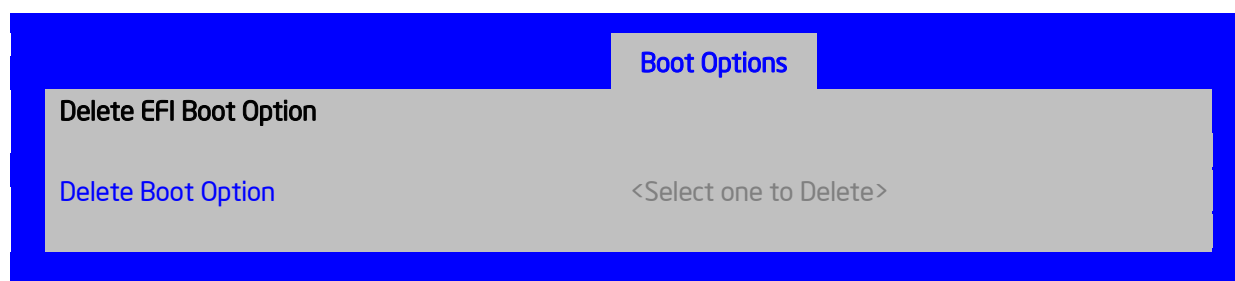 Boot Options
Delete EFI Boot Option
Delete Boot Option <Select one to Delete>